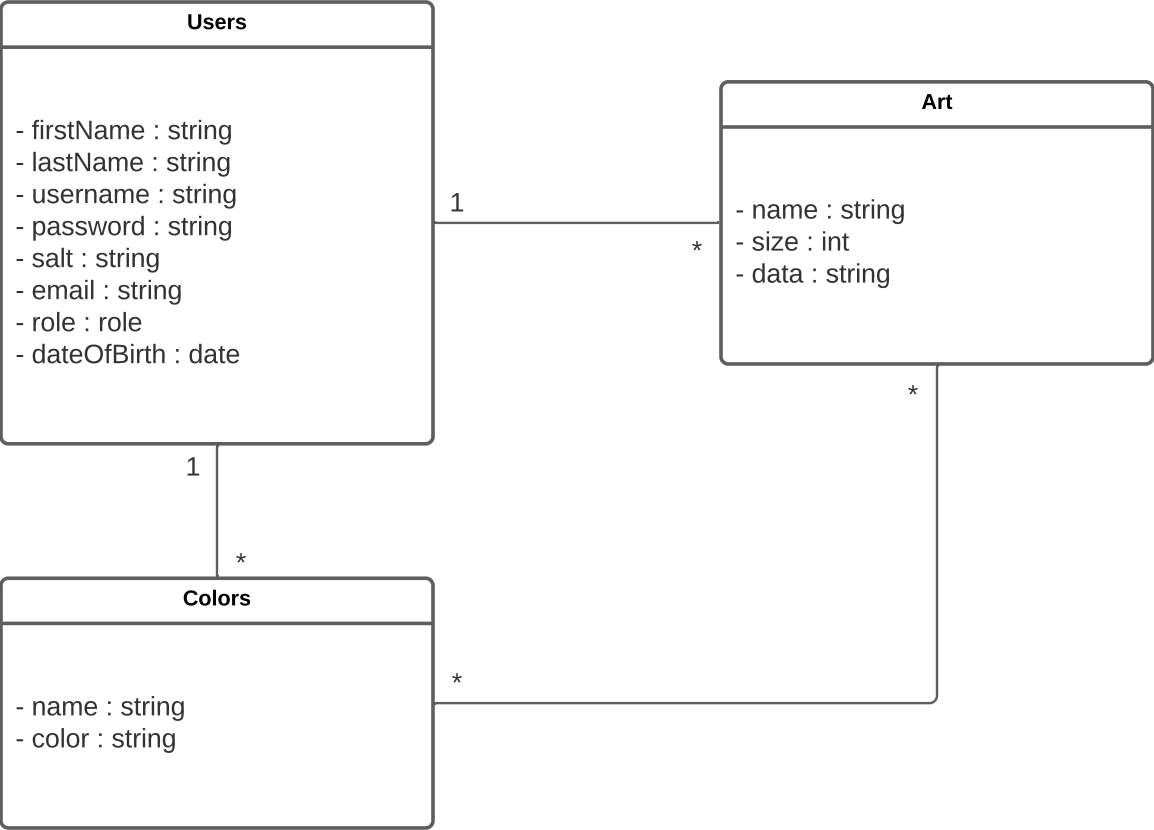 Users
- firstName : string
- lastName : string
- username : string
- password : string
- salt : string
- email : string
- role : role
- dateOfBirth : date
1
*
Art
- name : string
- size : int
- data : string
*
1
*
Colors
- name : string
- color : string
*